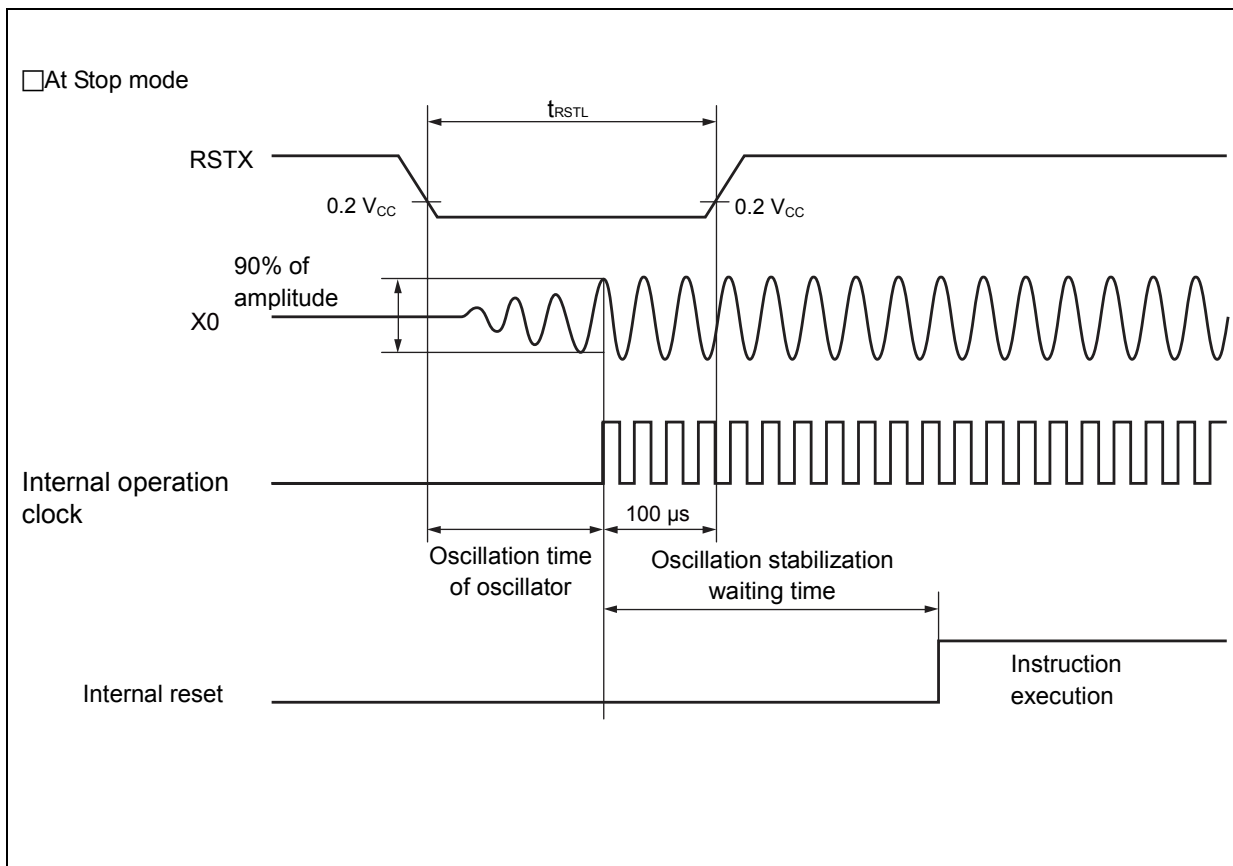 □At Stop mode
tRSTL
RSTX
0.2 VCC
0.2 VCC
90% of
amplitude
X0
Internal operation
clock
100 µs
Oscillation time
of oscillator
Oscillation stabilization
waiting time
Internal reset
Instruction
execution